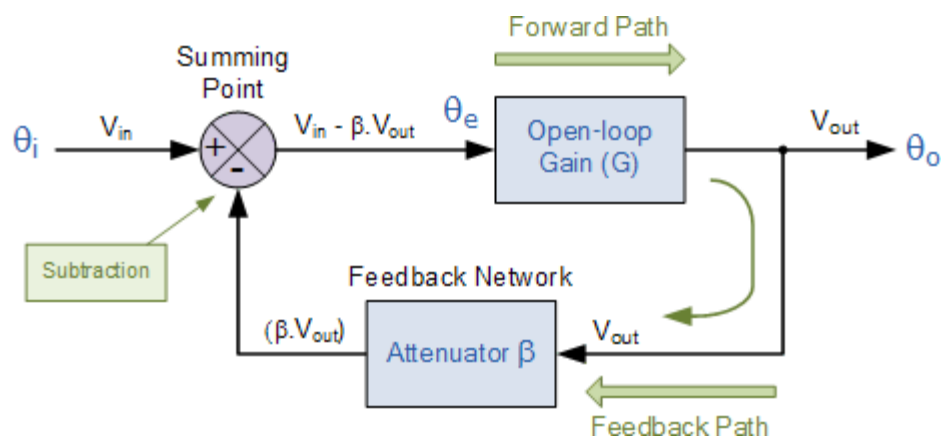 Forward Path
Summing
Point
θi
Vin
+
-
Vin - β.Vout
θe
Open-loop
Gain (G)
Vout
θo
Subtraction
Feedback Network
(β.Vout)
Attenuator β
Vout
Feedback Path